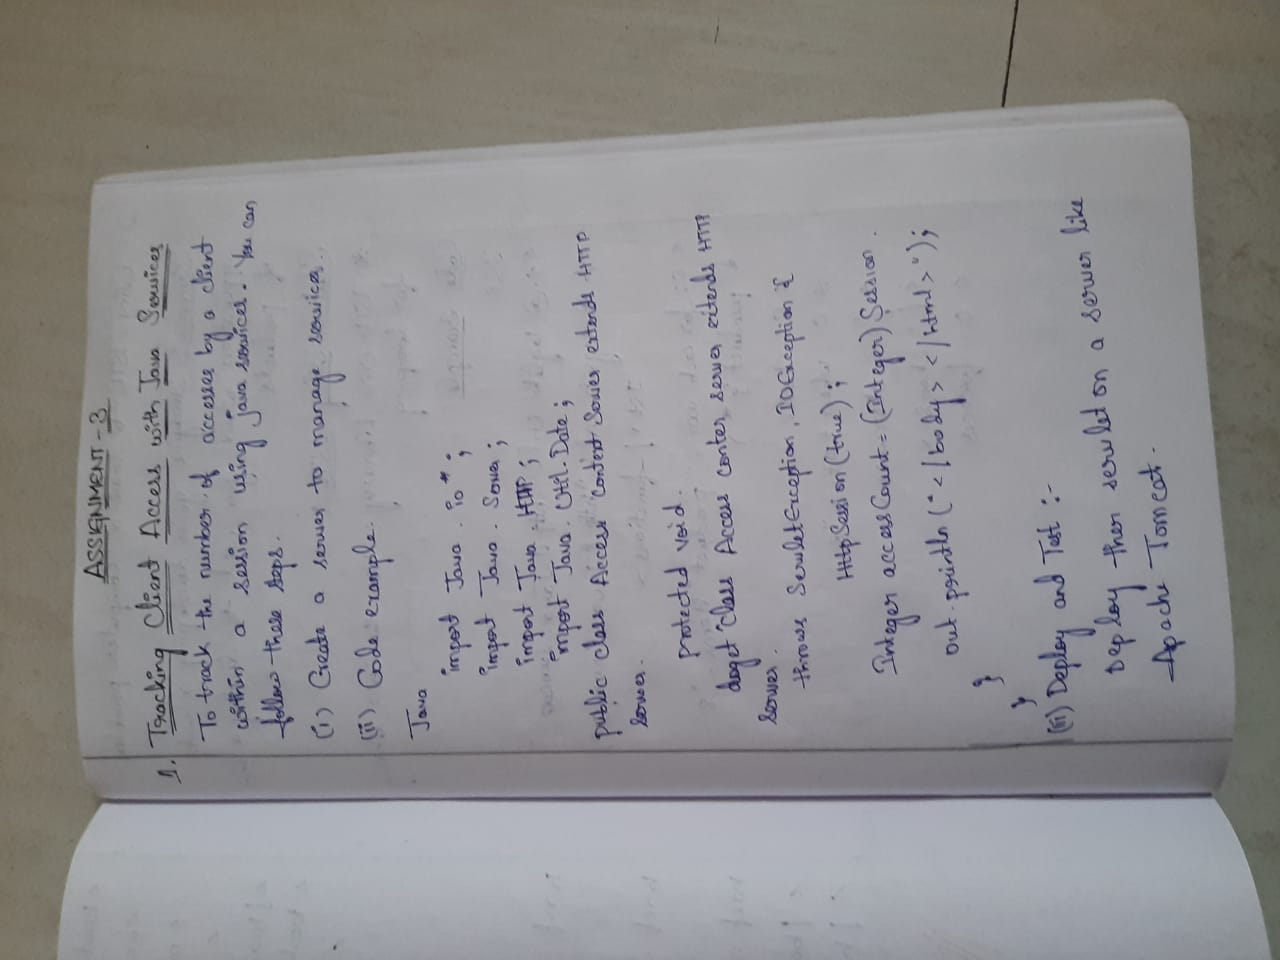 ASSIGNMENT-3
1. Tracking Client Access with Java Services
To track the number of accesses by a client
within a session using java services. You can
follow these steps.
(i) Create a server to manage services.
(ii) Code example.
Java
import Java.io*;
import Java.Server;
import Java.HTTP;
import Java.Util.Date;
public class Access Content Server extends HTTP
server.
protected void.
doget class Access conter server extends HTTP
server.
throws ServletException, IOException {
HttpSession (true);
Integer accessCount = (Integer) Session.
out.println ("</body> </html>");
}
}
(iii) Deploy and Test :-
Deploy then servlet on a server like
Apache Tomcat.